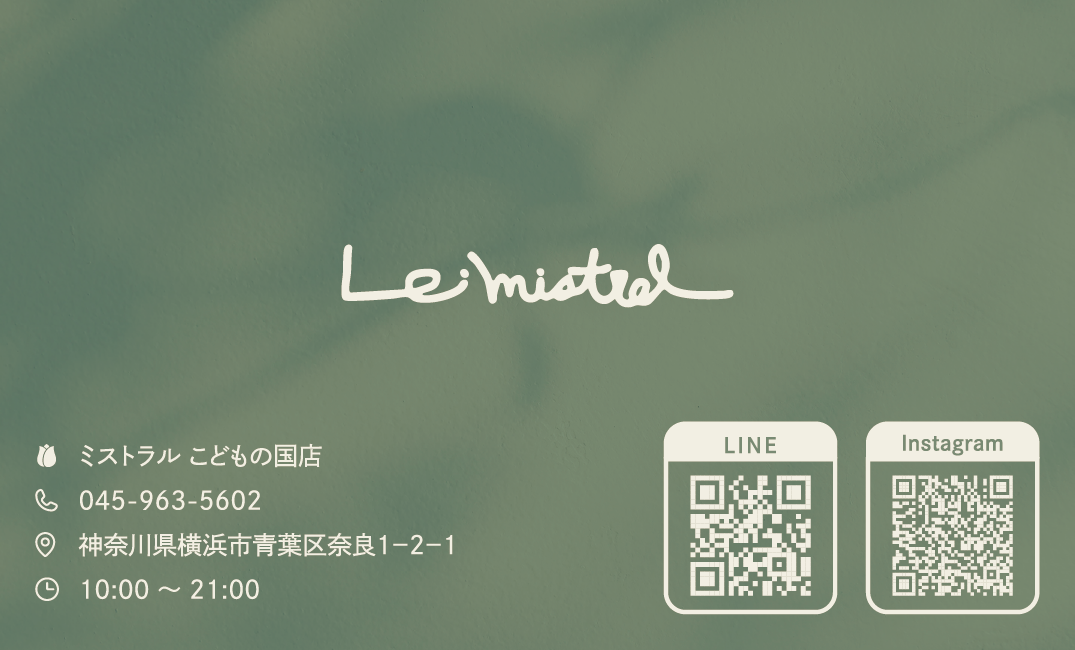 Le mistral
ミストラル こどもの国店
045-963-5602
神奈川県横浜市青葉区奈良1−2−1
10:00 〜 21:00
LINE
Instagram